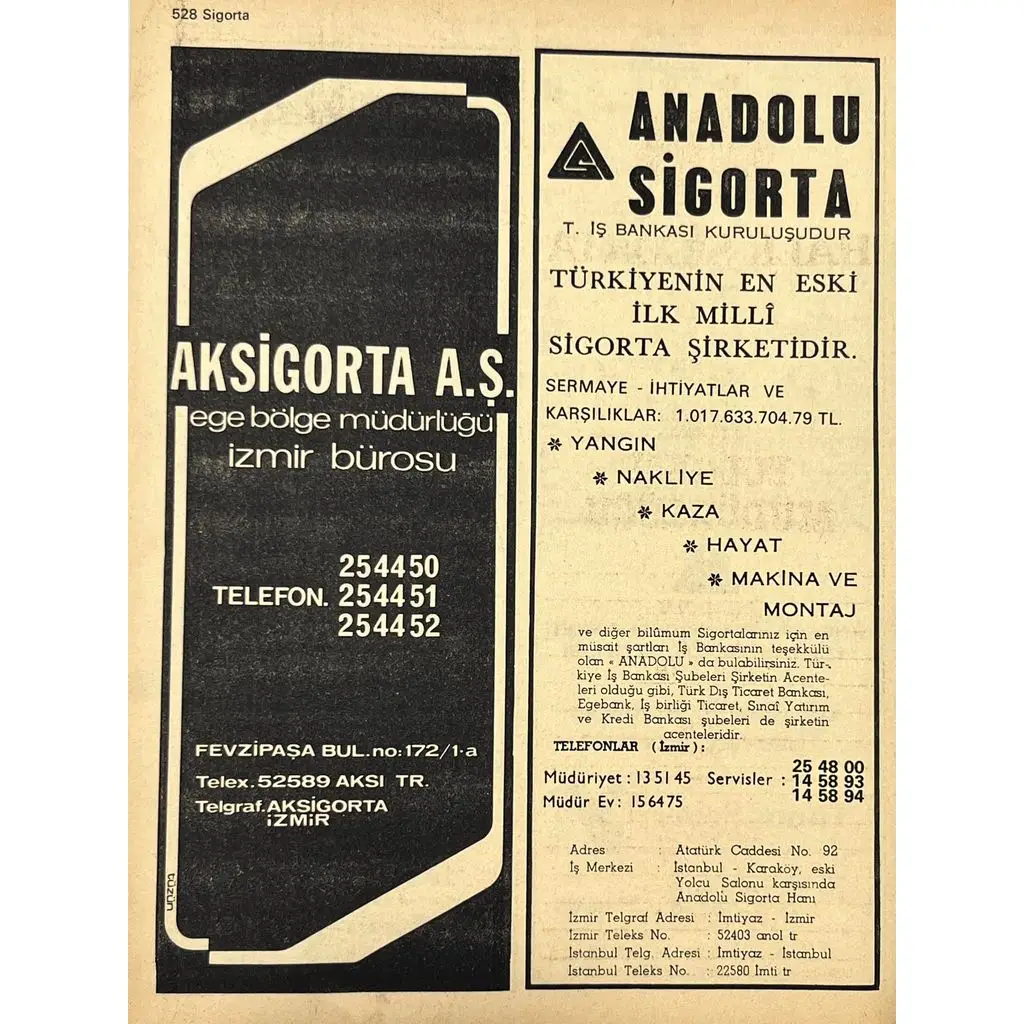 528 Sigorta
AKSİGORTA A.Ş.
ege bölge müdürlüğü
izmir bürosu
TELEFON. 254450
254451
254452
FEVZİPAŞA BUL.no:172/1-a
Telex.52589 AKSI TR.
Telgraf.AKSİGORTA
İZMİR
tüzün
ANADOLU
SİGORTA
T. İŞ BANKASI KURULUŞUDUR
TÜRKİYENİN EN ESKİ
İLK MİLLÎ
SİGORTA ŞİRKETİDİR.
SERMAYE - İHTİYATLAR VE
KARŞILIKLAR: 1.017.633.704.79 TL.
YANGIN
NAKLİYE
KAZA
HAYAT
MAKİNA VE
MONTAJ
ve diğer bilûmum Sigortalarınız için en
müsait şartları İş Bankasının teşekkülü
olan « ANADOLU » da bulabilirsiniz. Tür-
kiye İş Bankası Şubeleri Şirketin Acente-
leri olduğu gibi, Türk Dış Ticaret Bankası,
Egebank, İş birliği Ticaret, Sınaî Yatırım
ve Kredi Bankası şubeleri de şirketin
acenteleridir.
TELEFONLAR (İzmir) :
Müdüriyet : 13 51 45 Servisler : 25 48 00
14 58 93
Müdür Ev : 15 64 75 14 58 94
Adres : Atatürk Caddesi No. 92
İş Merkezi : İstanbul - Karaköy, eski
Yolcu Salonu karşısında
Anadolu Sigorta Hanı
İzmir Telgraf Adresi : İmtiyaz - İzmir
İzmir Teleks No. : 52403 anol tr
İstanbul Telg. Adresi : İmtiyaz - İstanbul
İstanbul Teleks No. : 22580 İmti tr